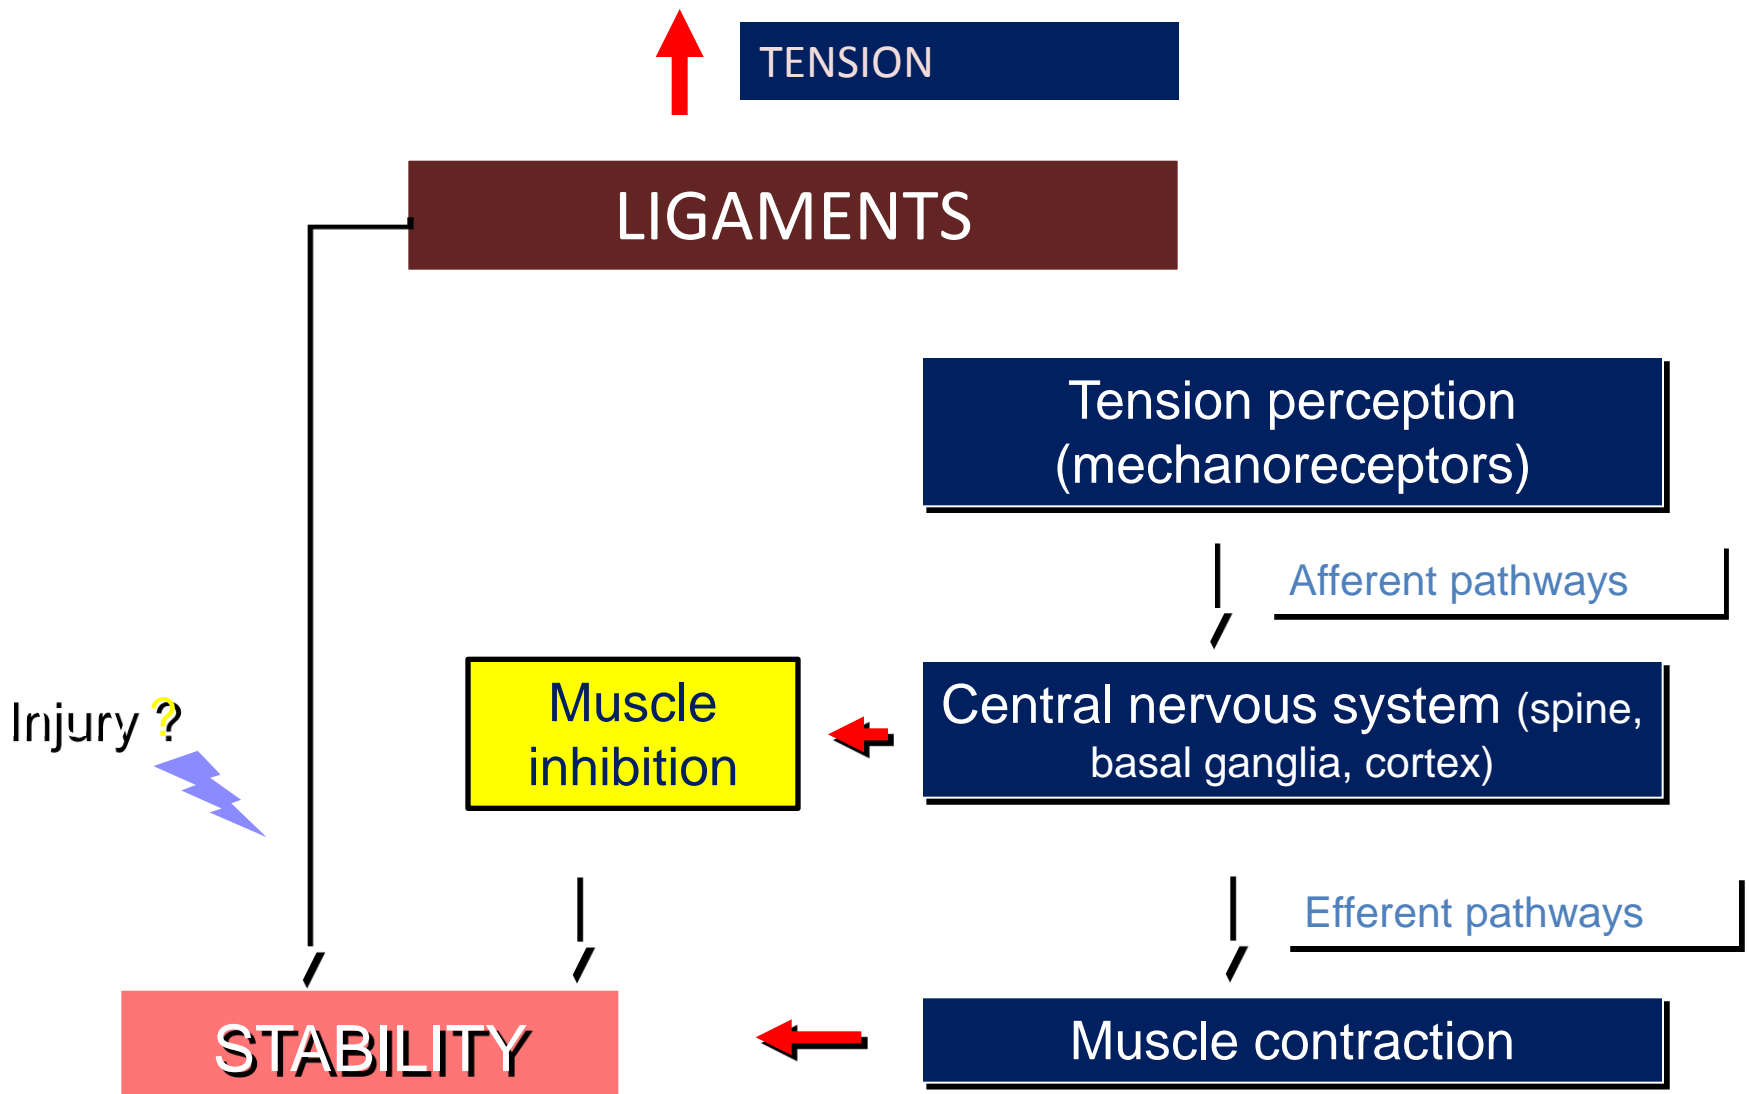 TENSION
LIGAMENTS
Tension perception
(mechanoreceptors)
Afferent pathways
Muscle
inhibition
Central nervous system (spine,
basal ganglia, cortex)
Injury ?
Efferent pathways
STABILITY
Muscle contraction